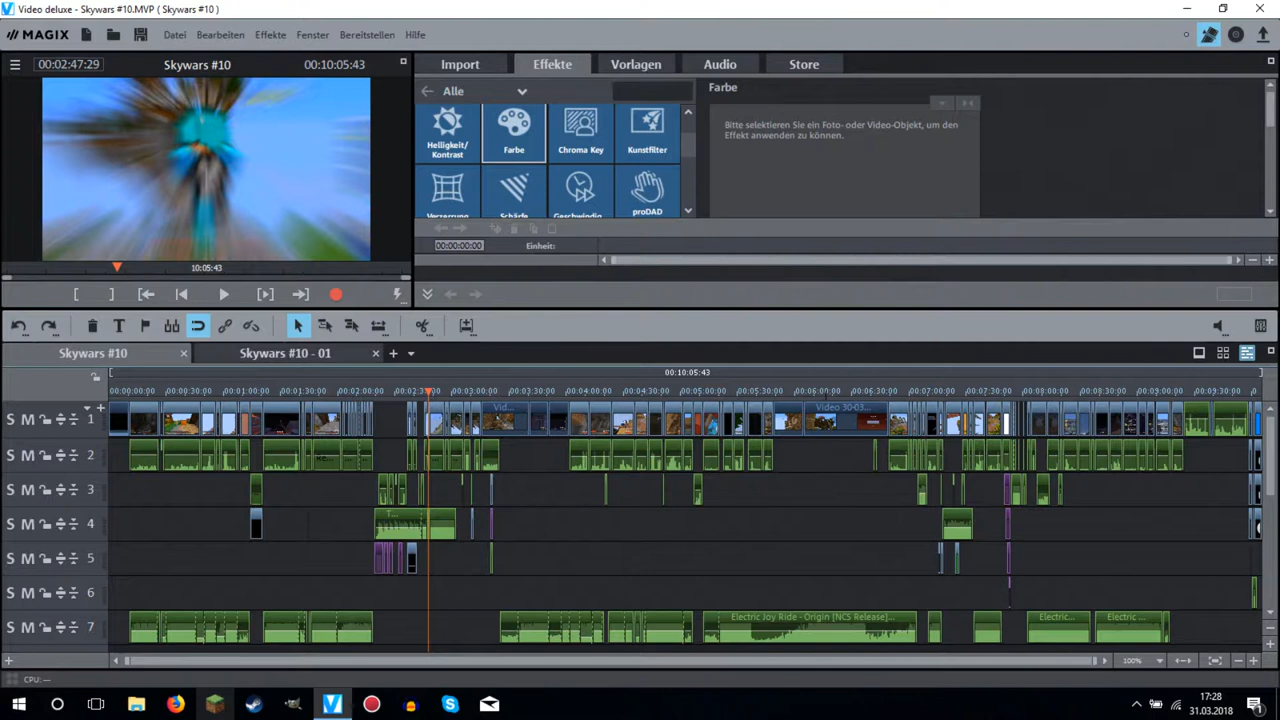 Video deluxe - Skywars #10.MVP ( Skywars #10 )
MAGIX
Datei Bearbeiten Effekte Fenster Bereitstellen Hilfe
00:02:47:29 Skywars #10 00:10:05:43
Import Effekte Vorlagen Audio Store
Alle
Farbe
Bitte selektieren Sie ein Foto- oder Video-Objekt, um den
Effekt anwenden zu können.
Helligkeit/
Kontrast
Farbe
Chroma Key
Kunstfilter
Verzerrung
Schärfe
Geschwindig
proDAD
00:00:00:00 Einheit:
10:05:43
Skywars #10 Skywars #10 - 01
00:10:05:43
00:00:00:00 00:00:30:00 00:01:00:00 00:01:30:00 00:02:00:00 00:02:30 00:03:00:00 00:03:30:00 00:04:00:00 00:04:30:00 00:05:00:00 00:05:30:00 00:06:00:00 00:06:30:00 00:07:00:00 00:07:30:00 00:08:00:00 00:08:30:00 00:09:00:00 00:09:30:00
S M 1
Vid... Video 30-03...
S M 2
S M 3
S M 4
T...
S M 5
S M 6
S M 7
Electric Joy Ride - Origin [NCS Release]... Electric... Electric ...
100%
CPU: ---
17:28
31.03.2018
1